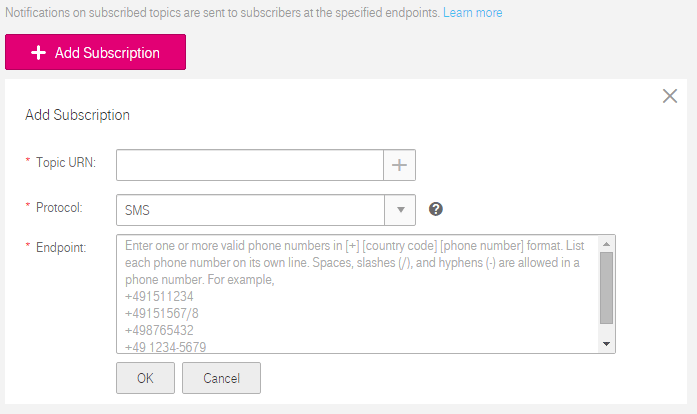 Notifications on subscribed topics are sent to subscribers at the specified endpoints. Learn more
+ Add Subscription
Add Subscription
* Topic URN:
* Protocol: SMS
* Endpoint: Enter one or more valid phone numbers in [+] [country code] [phone number] format. List
each phone number on its own line. Spaces, slashes (/), and hyphens (-) are allowed in a
phone number. For example,
+491511234
+49151567/8
+498765432
+49 1234-5679
OK Cancel